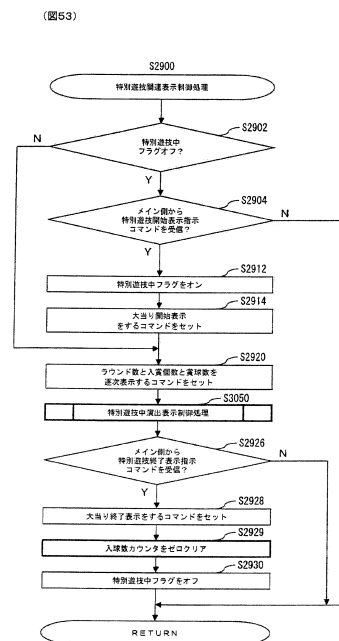 (図53)
S2900
特別遊技関連表示制御処理
S2902
特別遊技中
フラグオフ?
N
Y
S2904
メイン側から
特別遊技開始表示指示
コマンドを受信?
N
Y
S2912
特別遊技中フラグをオン
S2914
大当り開始表示
をするコマンドをセット
S2920
ラウンド数と入賞個数と賞球数を
逐次表示するコマンドをセット
S3050
特別遊技中演出表示制御処理
S2926
メイン側から
特別遊技終了表示指示
コマンドを受信?
N
Y
S2928
大当り終了表示をするコマンドをセット
S2929
入球数カウンタをゼロクリア
S2930
特別遊技中フラグをオフ
RETURN